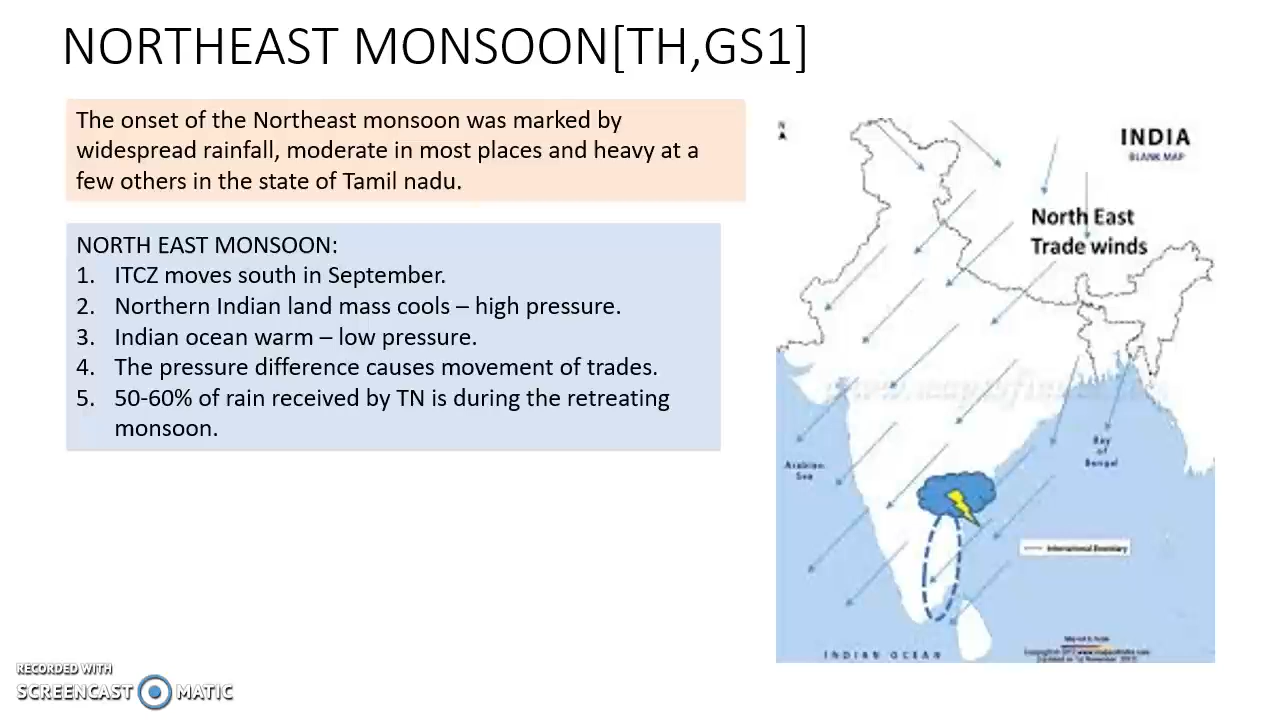 NORTHEAST MONSOON[TH,GS1]
The onset of the Northeast monsoon was marked by
widespread rainfall, moderate in most places and heavy at a
few others in the state of Tamil nadu.
NORTH EAST MONSOON:
1. ITCZ moves south in September.
2. Northern Indian land mass cools – high pressure.
3. Indian ocean warm – low pressure.
4. The pressure difference causes movement of trades.
5. 50-60% of rain received by TN is during the retreating
monsoon.
N
INDIA
BLANK MAP
North East
Trade winds
Arabian
Sea
Bay
of
Bengal
International Boundary
INDIAN OCEAN
RECORDED WITH
SCREENCAST MATIC